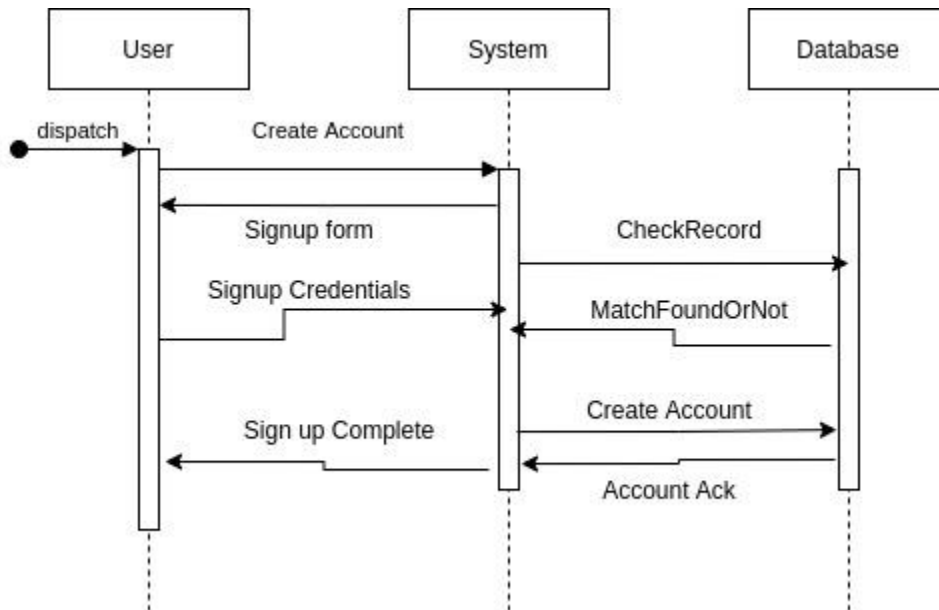 User
System
Database
dispatch
Create Account
Signup form
CheckRecord
Signup Credentials
MatchFoundOrNot
Create Account
Sign up Complete
Account Ack